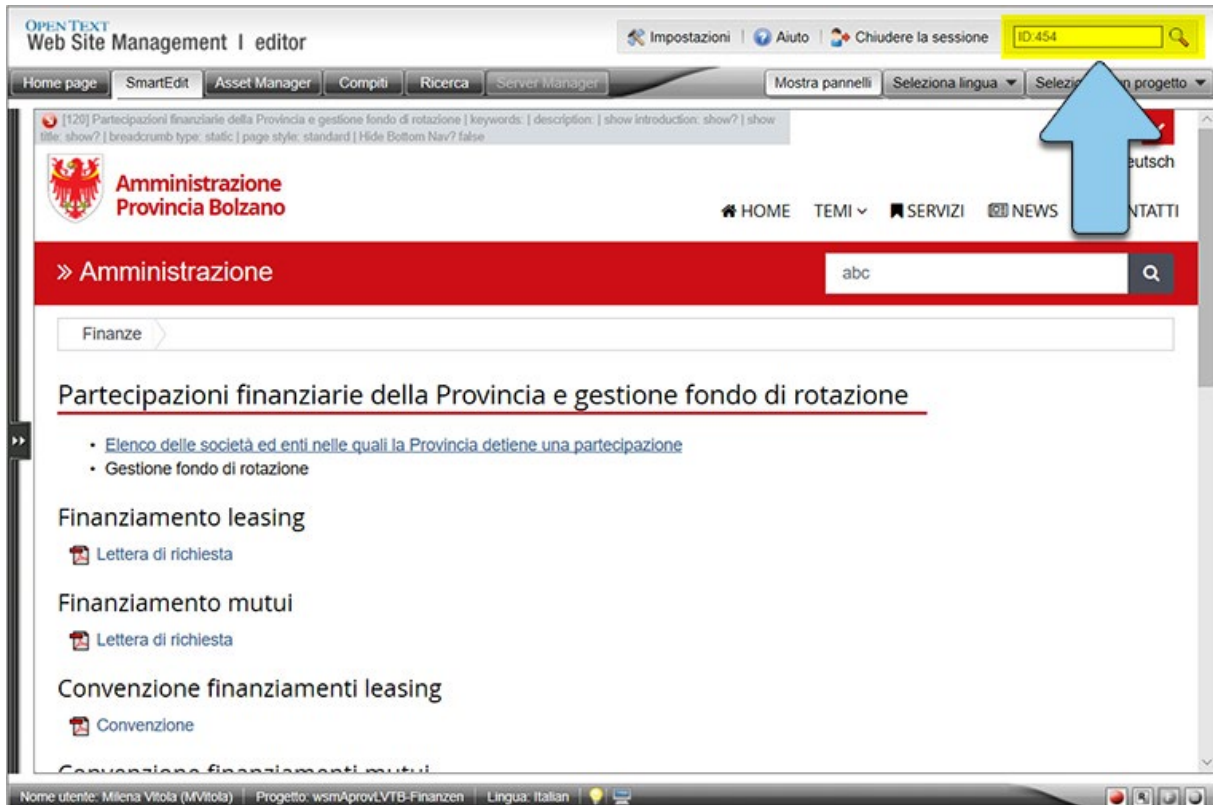 OPEN TEXT
Web Site Management | editor
Impostazioni | Aiuto | Chiudere la sessione
ID:454
Home page SmartEdit Asset Manager Compiti Ricerca Server Manager
Mostra pannelli Seleziona lingua progetto
[120] Partecipazioni finanziarie della Provincia e gestione fondo di rotazione | keywords: | description: | show introduction: show? | show
title: show? | breadcrumb type: static | page style: standard | Hide Bottom Nav? false
Amministrazione
Provincia Bolzano
HOME TEMI SERVIZI NEWS
» Amministrazione
abc
Finanze
Partecipazioni finanziarie della Provincia e gestione fondo di rotazione
• Elenco delle società ed enti nelle quali la Provincia detiene una partecipazione
• Gestione fondo di rotazione
Finanziamento leasing
Lettera di richiesta
Finanziamento mutui
Lettera di richiesta
Convenzione finanziamenti leasing
Convenzione
Convenzione finanziamenti mutui
Nome utente: Milena Vitola (MVitola) Progetto: wsmAprovLVTB-Finanzen Lingua: Italian